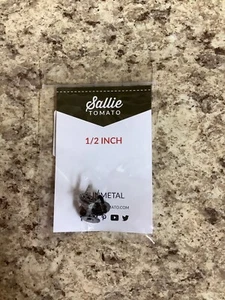 Sallie
TOMATO
1/2 INCH
METAL